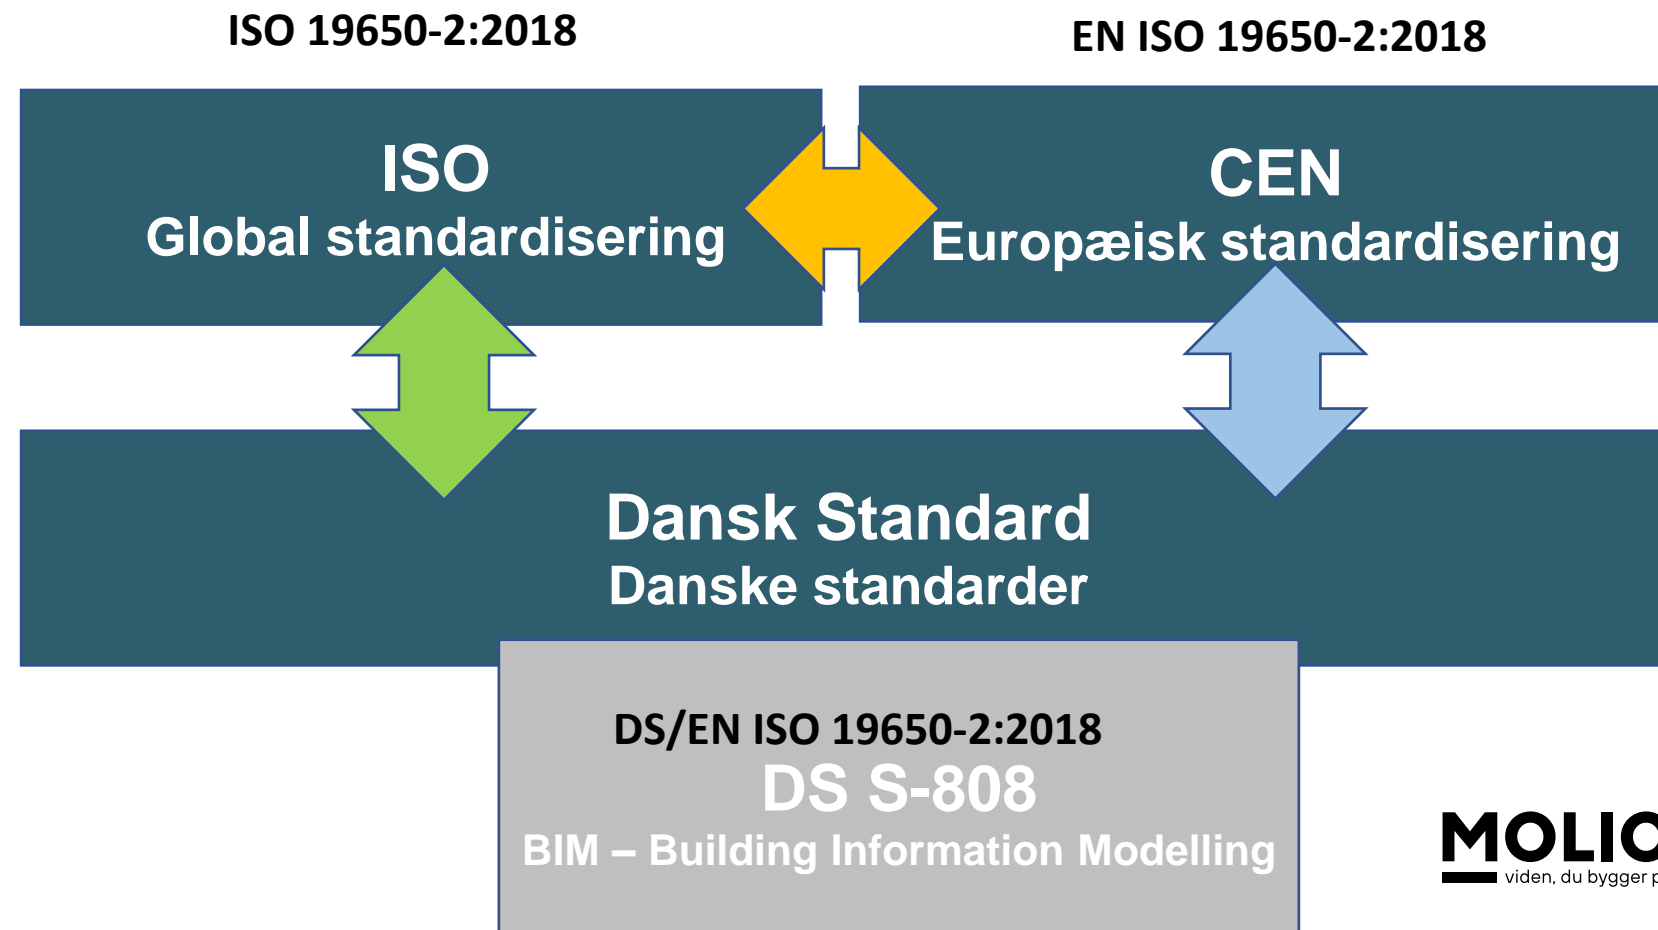 ISO 19650-2:2018
EN ISO 19650-2:2018
ISO
Global standardisering
CEN
Europæisk standardisering
Dansk Standard
Danske standarder
DS/EN ISO 19650-2:2018
DS S-808
BIM – Building Information Modelling
MOLIO
viden, du bygger p